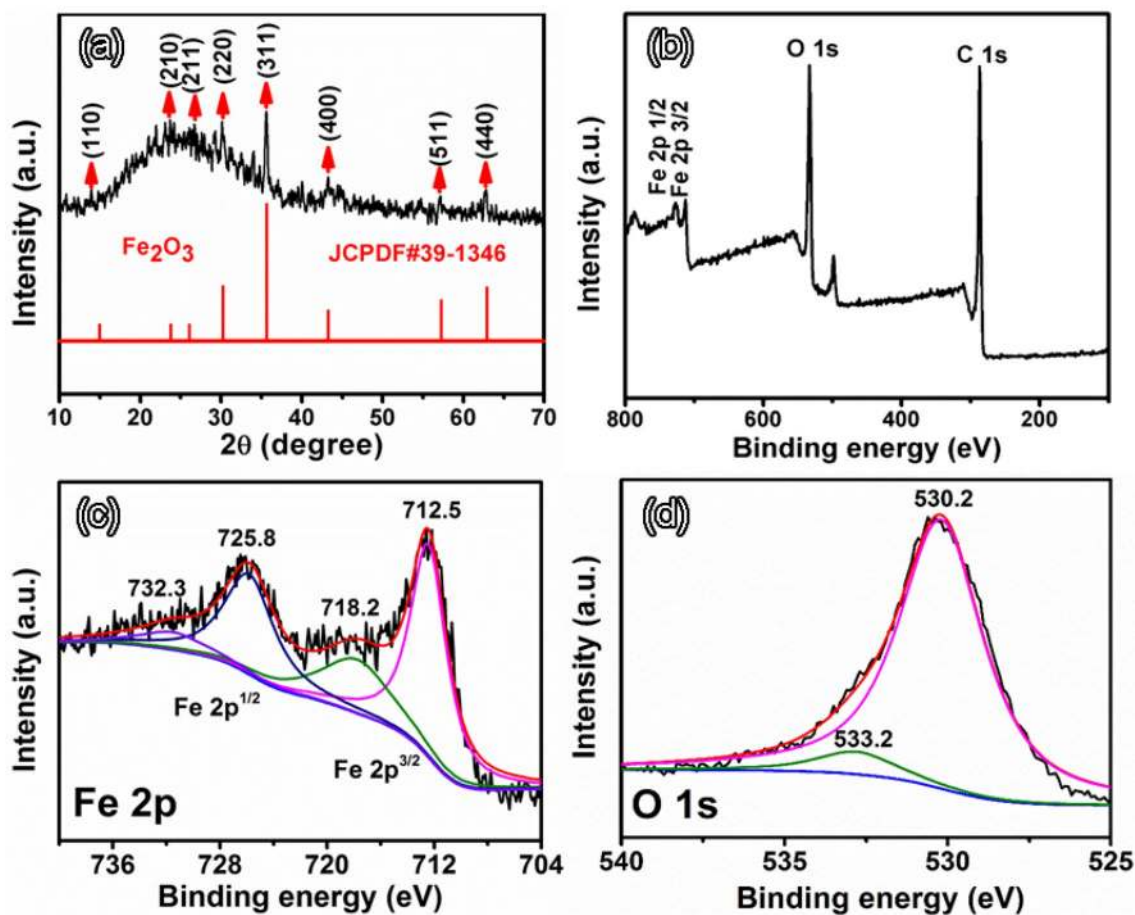 (a)
(110)
(210)
(211)
(220)
(311)
(400)
(511)
(440)
Fe₂O₃
JCPDF#39-1346
Intensity (a.u.)
10 20 30 40 50 60 70
2θ (degree)
(b)
O 1s
C 1s
Fe 2p 1/2
Fe 2p 3/2
Intensity (a.u.)
800 600 400 200
Binding energy (eV)
(c)
712.5
725.8
732.3
718.2
Fe 2p^1/2
Fe 2p^3/2
Fe 2p
Intensity (a.u.)
736 728 720 712 704
Binding energy (eV)
(d)
530.2
533.2
O 1s
Intensity (a.u.)
540 535 530 525
Binding energy (eV)